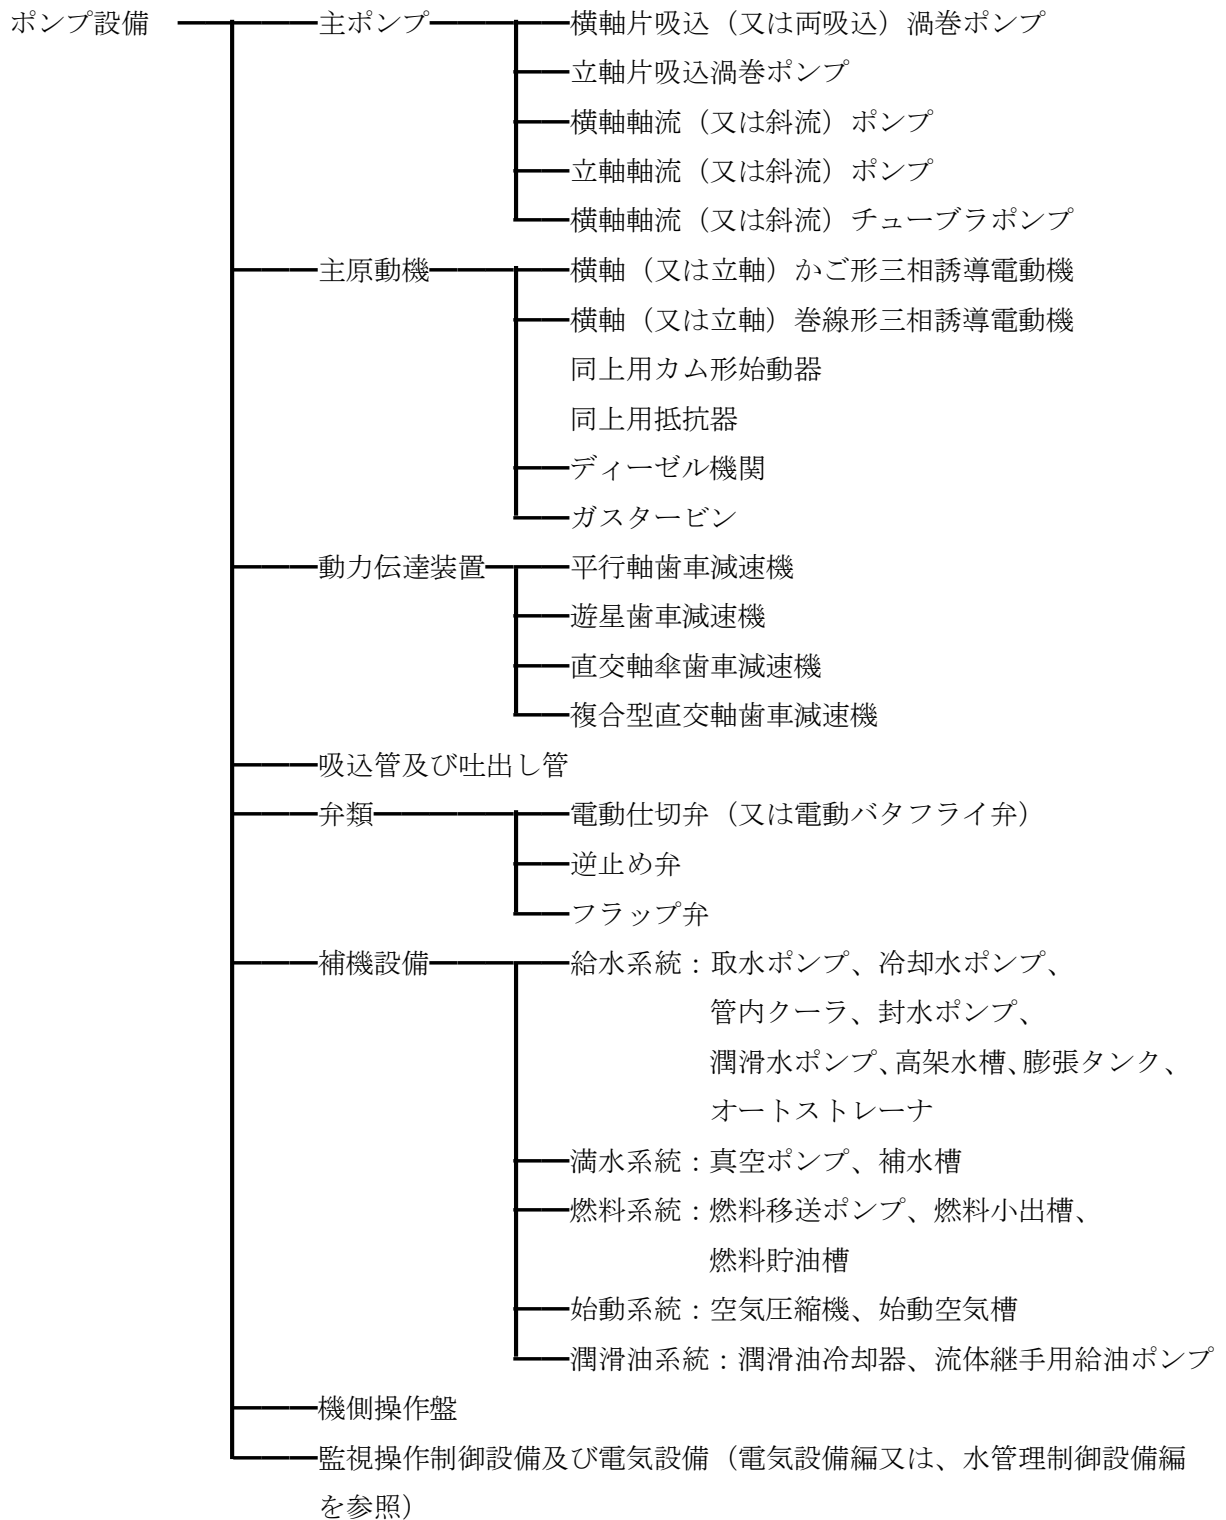 ポンプ設備 主ポンプ 横軸片吸込（又は両吸込）渦巻ポンプ
立軸片吸込渦巻ポンプ
横軸軸流（又は斜流）ポンプ
立軸軸流（又は斜流）ポンプ
横軸軸流（又は斜流）チューブラポンプ
主原動機 横軸（又は立軸）かご形三相誘導電動機
横軸（又は立軸）巻線形三相誘導電動機
同上用カム形始動器
同上用抵抗器
ディーゼル機関
ガスタービン
動力伝達装置 平行軸歯車減速機
遊星歯車減速機
直交軸傘歯車減速機
複合型直交軸歯車減速機
吸込管及び吐出し管
弁類 電動仕切弁（又は電動バタフライ弁）
逆止め弁
フラップ弁
補機設備 給水系統：取水ポンプ、冷却水ポンプ、
管内クーラ、封水ポンプ、
潤滑水ポンプ、高架水槽、膨張タンク、
オートストレーナ
満水系統：真空ポンプ、補水槽
燃料系統：燃料移送ポンプ、燃料小出槽、
燃料貯油槽
始動系統：空気圧縮機、始動空気槽
潤滑油系統：潤滑油冷却器、流体継手用給油ポンプ
機側操作盤
監視操作制御設備及び電気設備（電気設備編又は、水管理制御設備編
を参照）